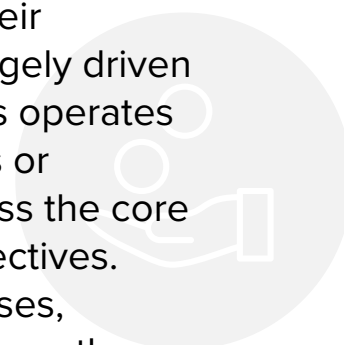 eir
gely driven
s operates
s or
ss the core
ectives.
ses,